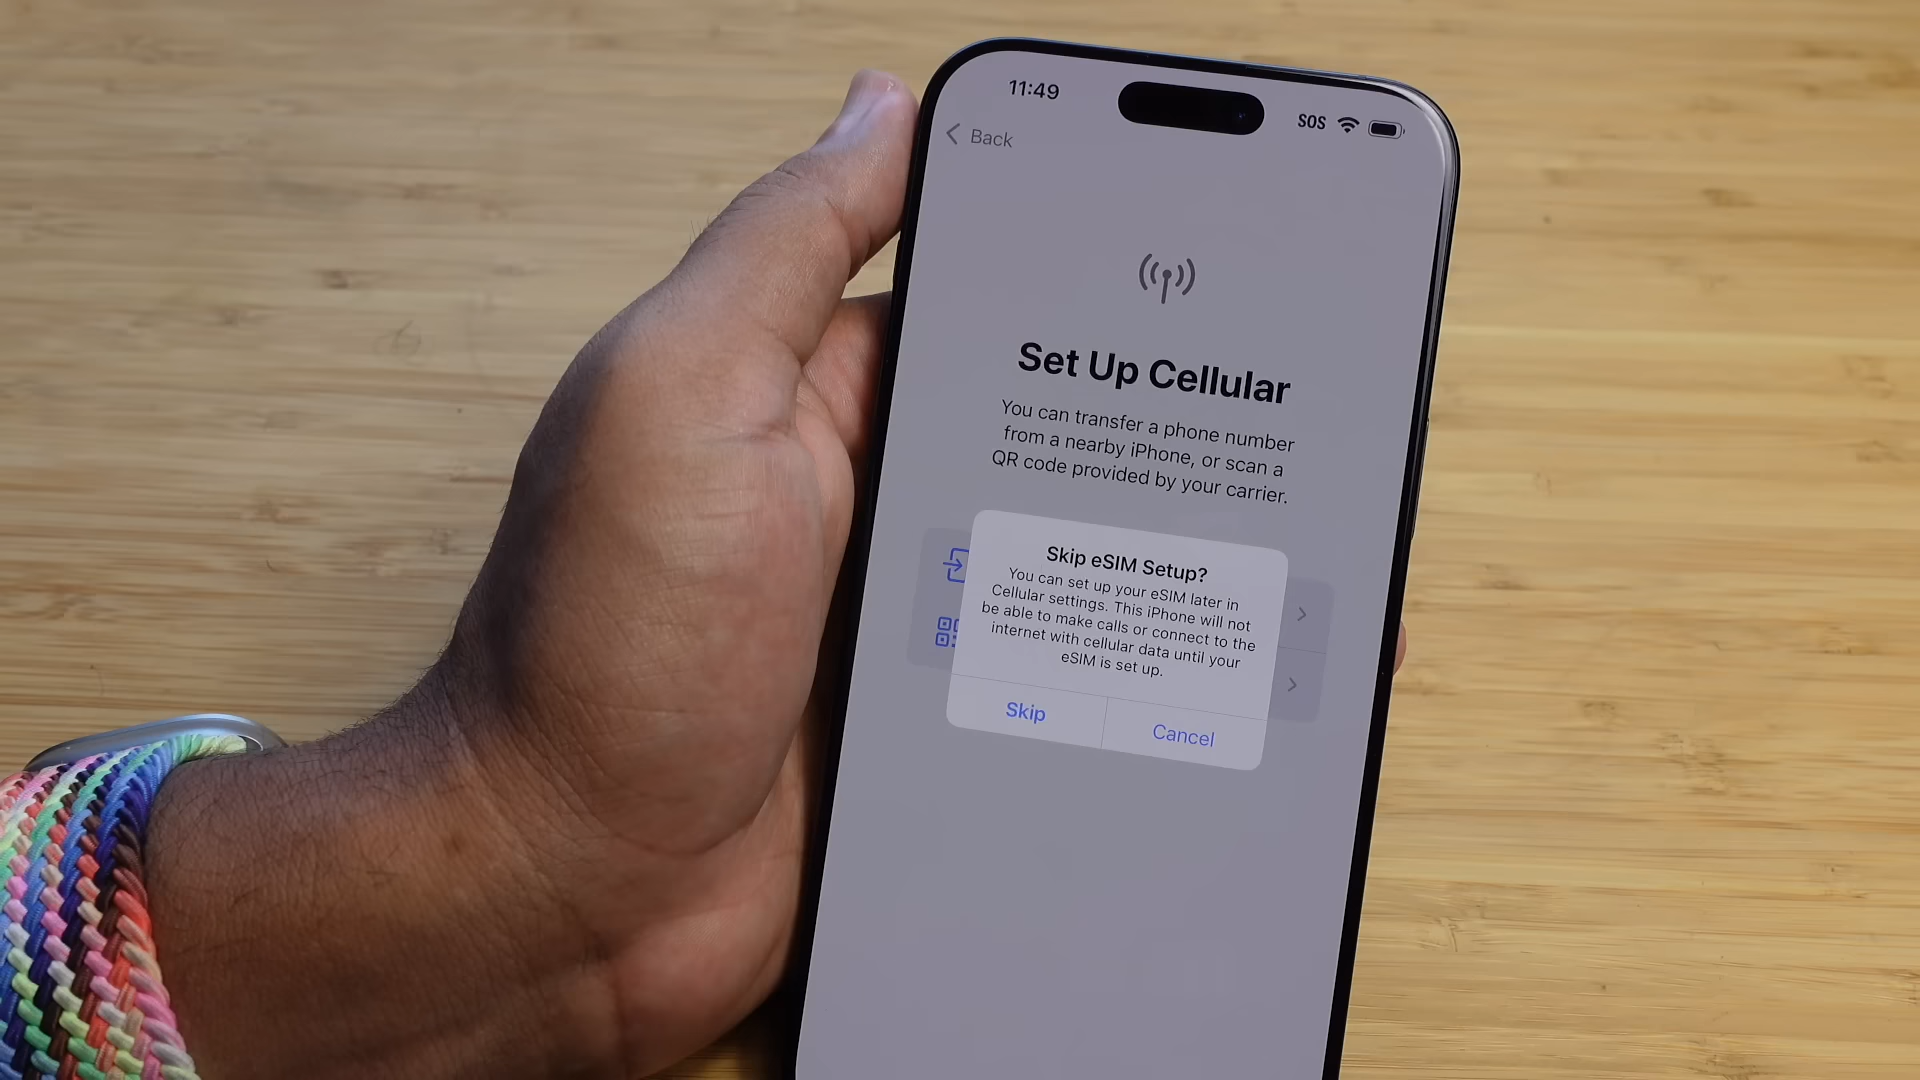 11:49
SOS
Back
Set Up Cellular
You can transfer a phone number
from a nearby iPhone, or scan a
QR code provided by your carrier.
Skip eSIM Setup?
You can set up your eSIM later in
Cellular settings. This iPhone will not
be able to make calls or connect to the
internet with cellular data until your
eSIM is set up.
Skip
Cancel